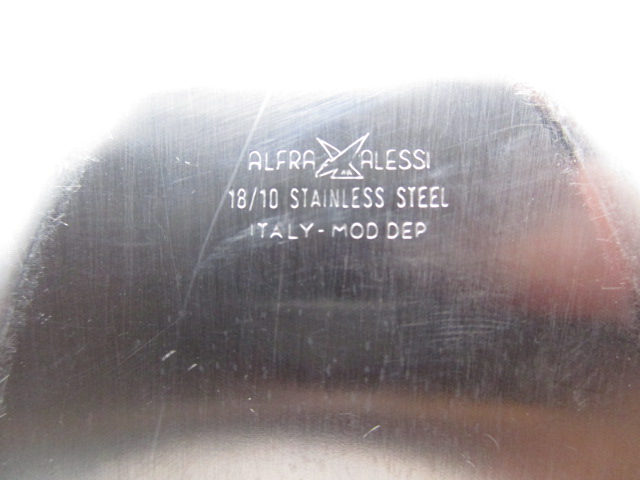 ALFRA ALESSI
18/10 STAINLESS STEEL
ITALY-MOD DEP